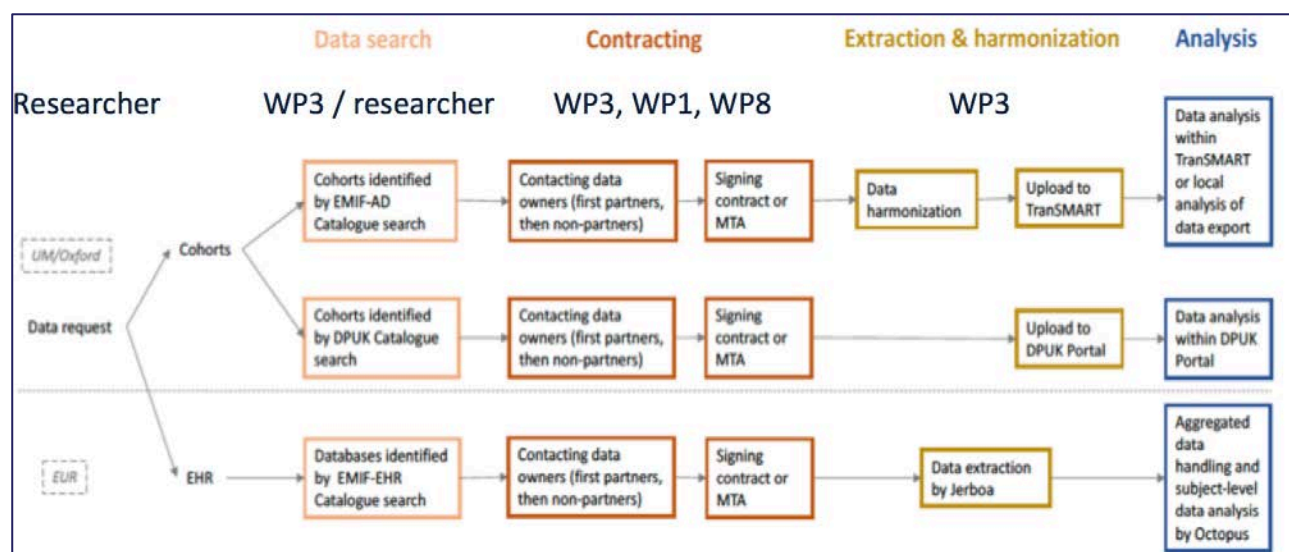 Data search
Contracting
Extraction & harmonization
Analysis
Researcher
WP3 / researcher
WP3, WP1, WP8
WP3
UM/Oxford
Data request
EUR
Cohorts
EHR
Cohorts identified
by EMIF-AD
Catalogue search
Contacting data
owners (first partners,
then non-partners)
Signing
contract or
MTA
Data
harmonization
Upload to
TranSMART
Data analysis
within
TranSMART
or local
analysis of
data export
Cohorts identified
by DPUK Catalogue
search
Contacting data
owners (first partners,
then non-partners)
Signing
contract or
MTA
Upload to
DPUK Portal
Data analysis
within DPUK
Portal
Databases identified
by EMIF-EHR
Catalogue search
Contacting data
owners (first partners,
then non-partners)
Signing
contract or
MTA
Data extraction
by Jerboa
Aggregated
data
handling and
subject-level
data analysis
by Octopus